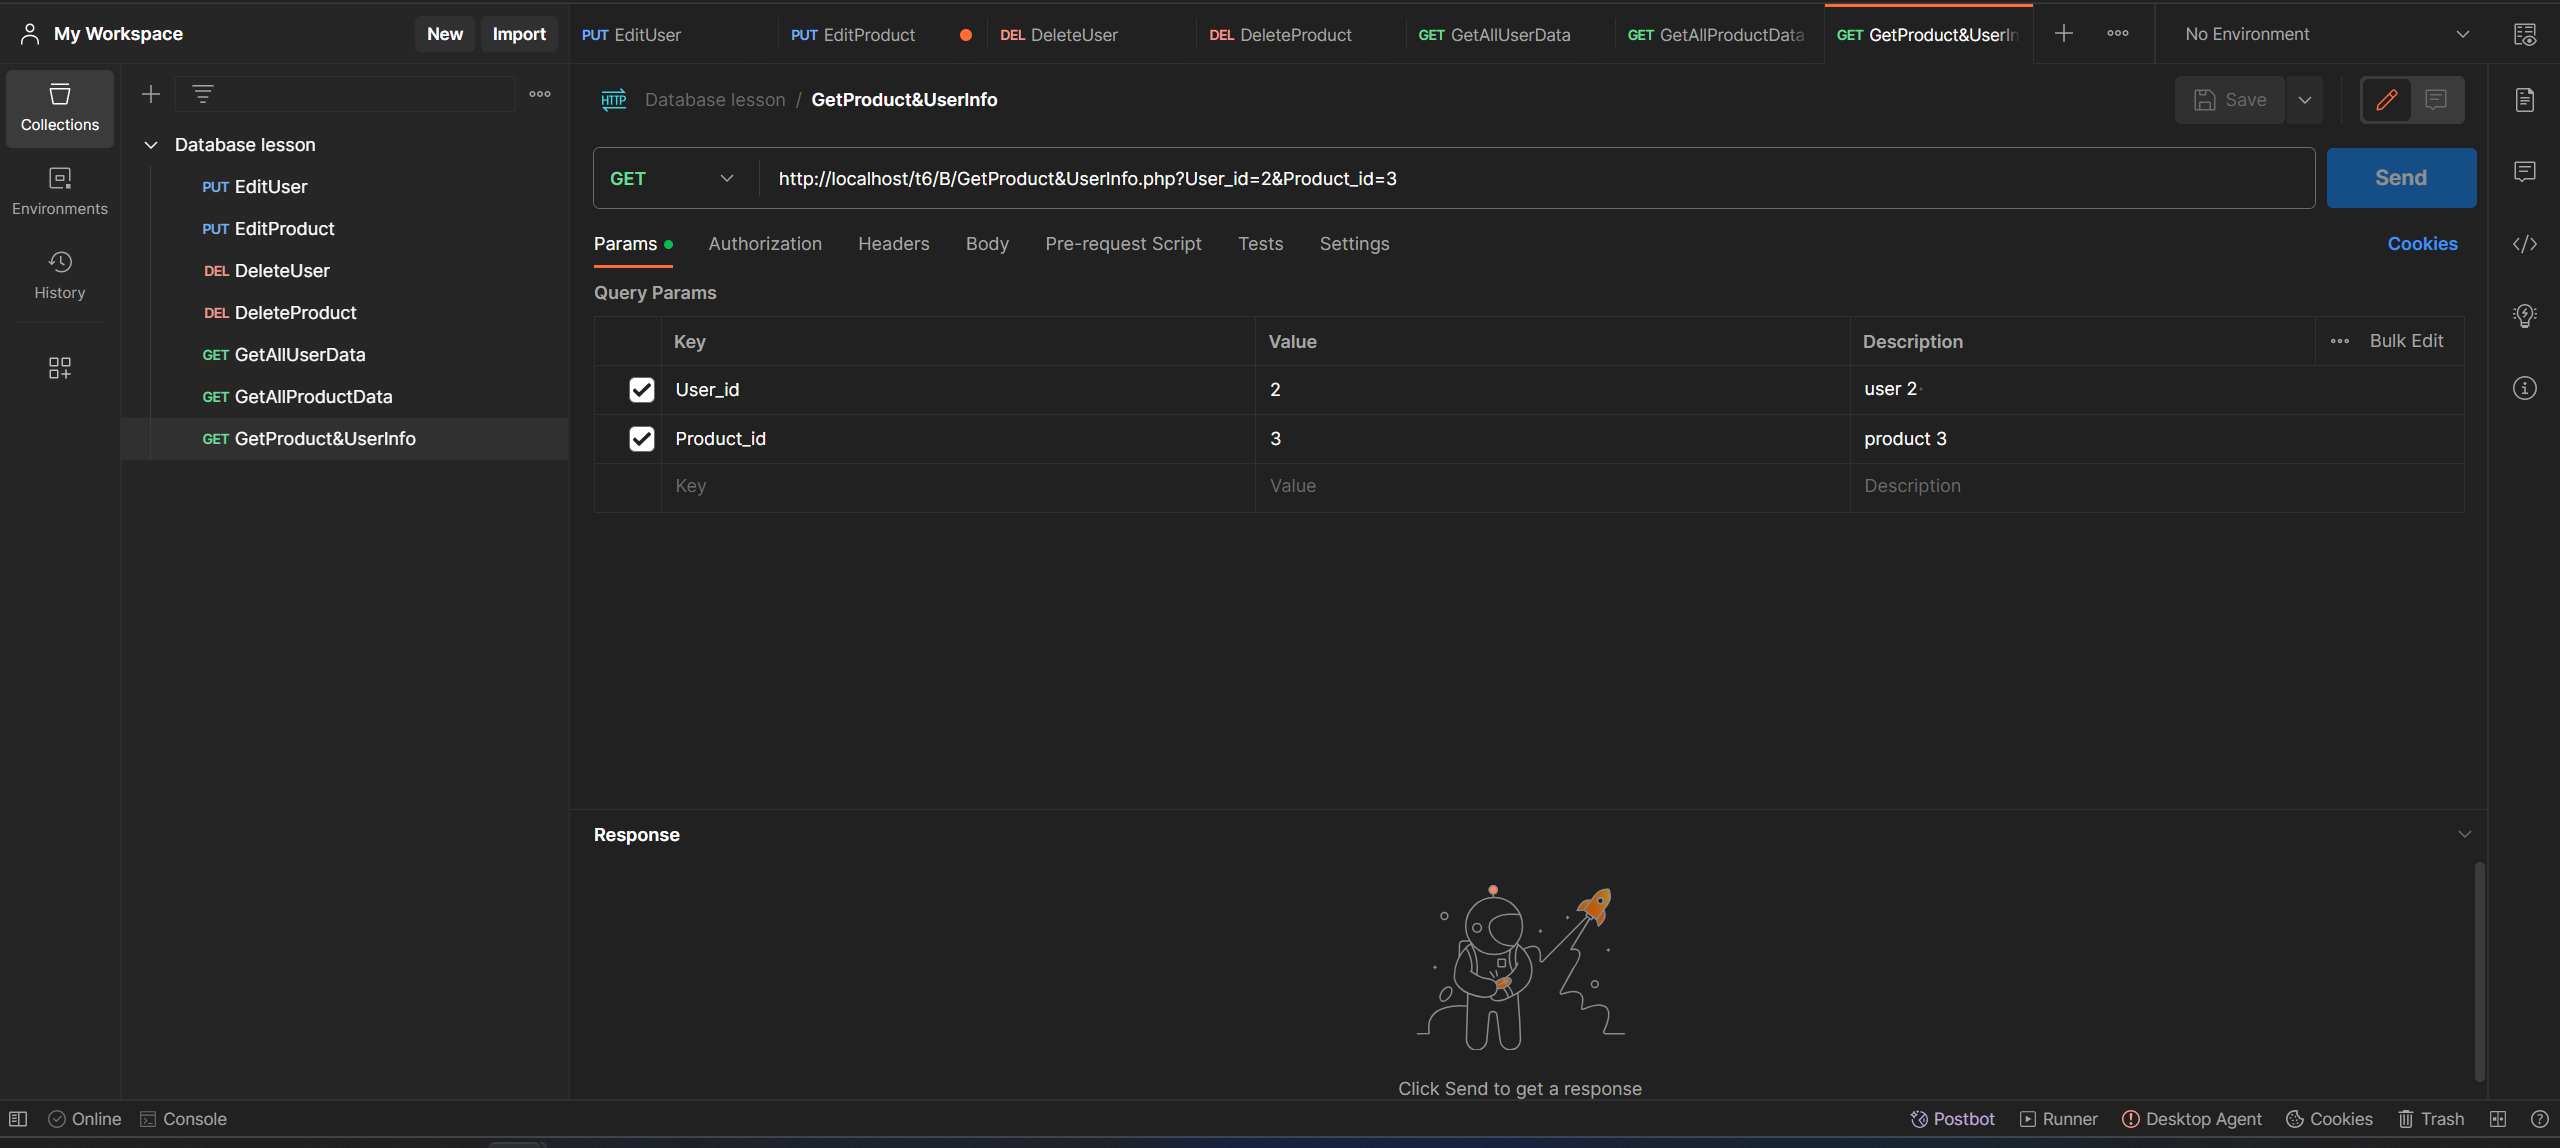 My Workspace
New
Import
PUT EditUser
PUT EditProduct
DEL DeleteUser
DEL DeleteProduct
GET GetAllUserData
GET GetAllProductData
GET GetProduct&UserIn
No Environment
Collections
Environments
History
Database lesson
PUT EditUser
PUT EditProduct
DEL DeleteUser
DEL DeleteProduct
GET GetAllUserData
GET GetAllProductData
GET GetProduct&UserInfo
HTTP Database lesson / GetProduct&UserInfo
Save
GET http://localhost/t6/B/GetProduct&UserInfo.php?User_id=2&Product_id=3
Send
Params Authorization Headers Body Pre-request Script Tests Settings Cookies
Query Params
Key Value Description Bulk Edit
User_id 2 user 2
Product_id 3 product 3
Key Value Description
Response
Click Send to get a response
Online Console Postbot Runner Desktop Agent Cookies Trash